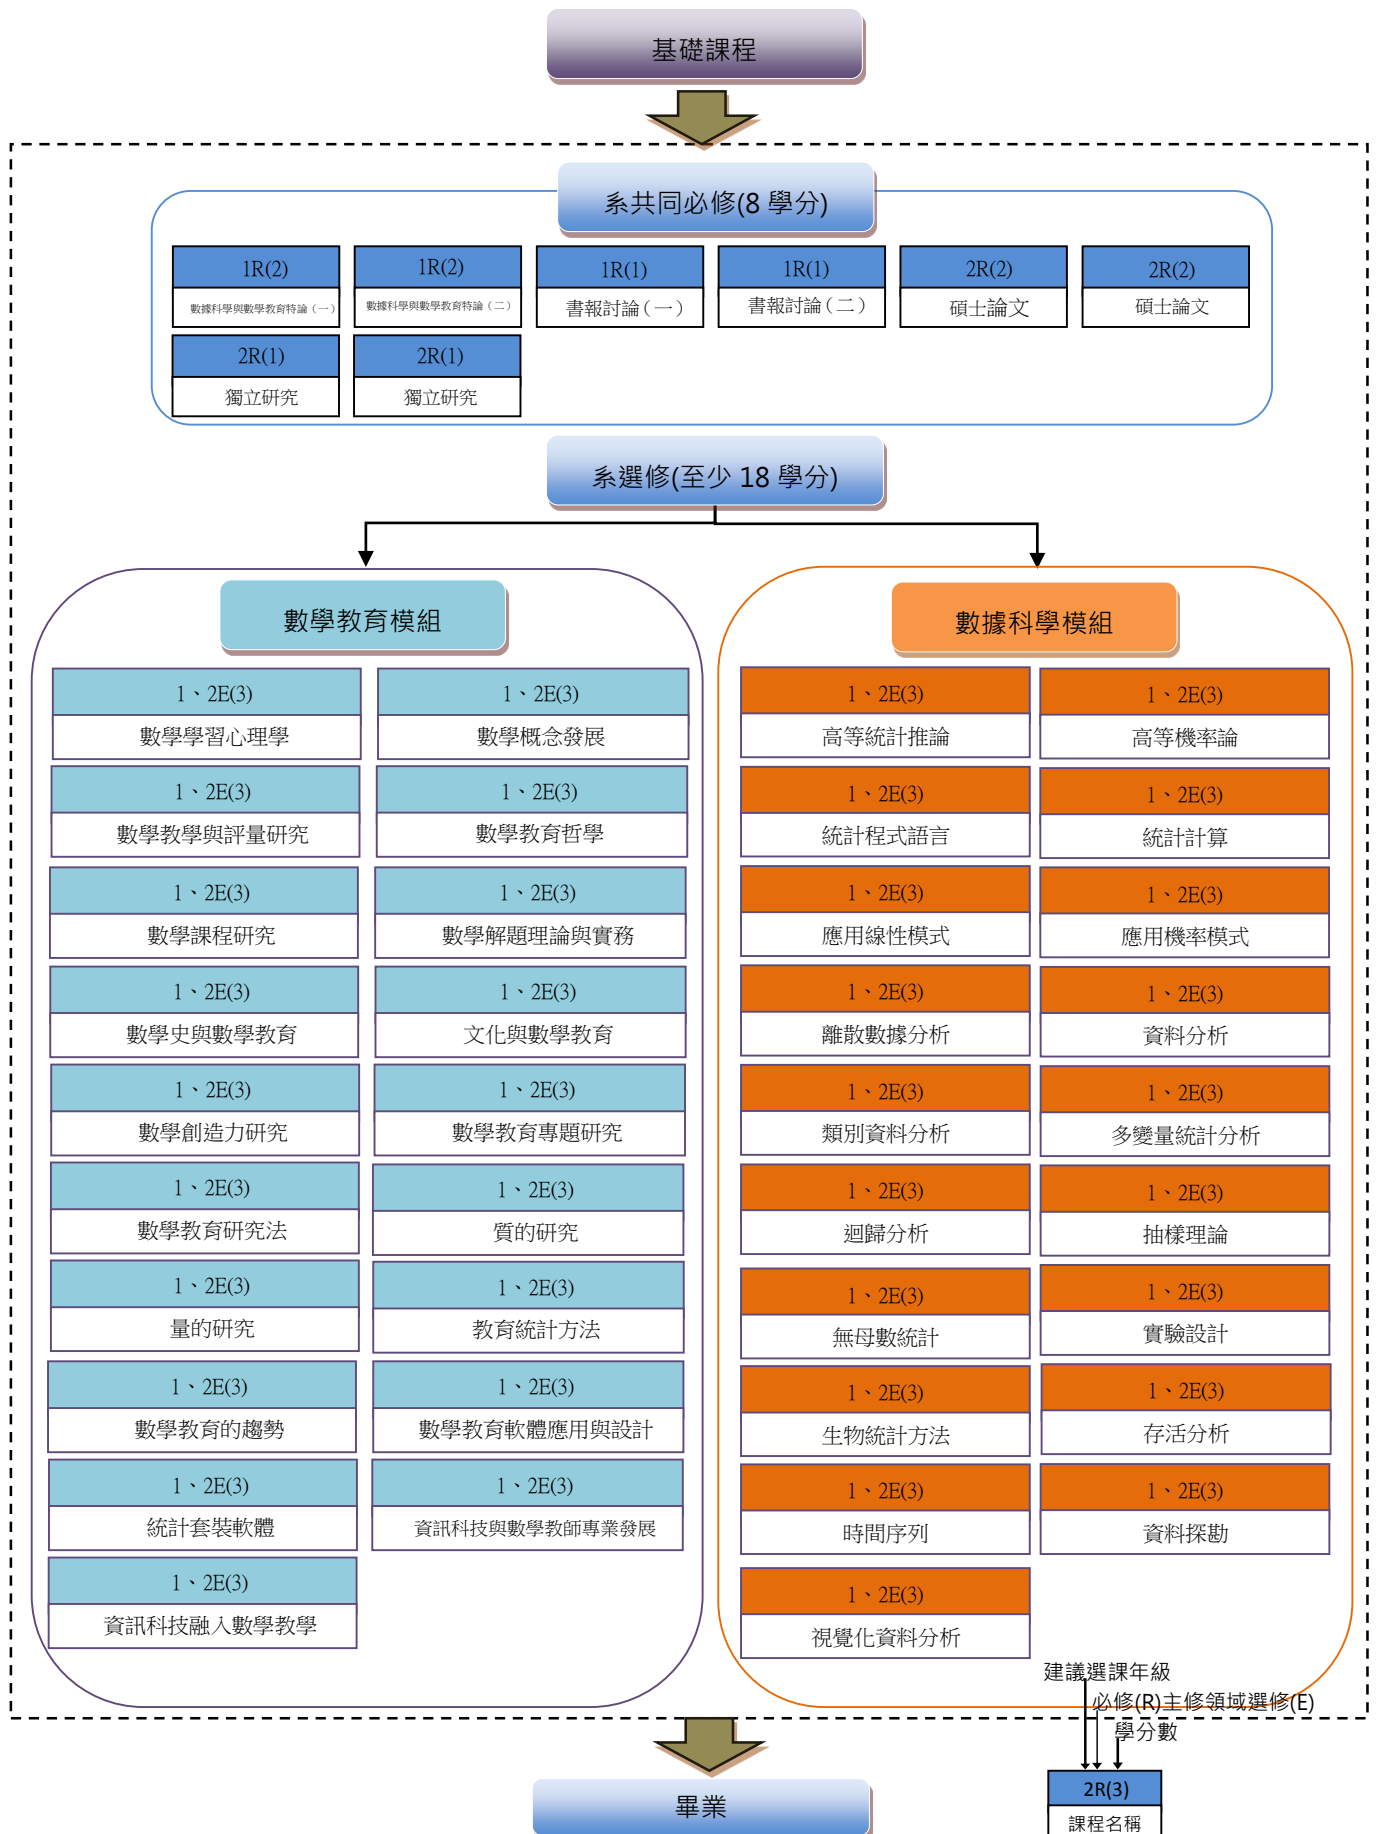 基礎課程
系共同必修(8 學分)
1R(2) 1R(2) 1R(1) 1R(1) 2R(2) 2R(2)
數據科學與數學教育特論（一） 數據科學與數學教育特論（二） 書報討論（一） 書報討論（二） 碩士論文 碩士論文
2R(1) 2R(1)
獨立研究 獨立研究
系選修(至少 18 學分)
數學教育模組
1、2E(3) 1、2E(3)
數學學習心理學 數學概念發展
1、2E(3) 1、2E(3)
數學教學與評量研究 數學教育哲學
1、2E(3) 1、2E(3)
數學課程研究 數學解題理論與實務
1、2E(3) 1、2E(3)
數學史與數學教育 文化與數學教育
1、2E(3) 1、2E(3)
數學創造力研究 數學教育專題研究
1、2E(3) 1、2E(3)
數學教育研究法 質的研究
1、2E(3) 1、2E(3)
量的研究 教育統計方法
1、2E(3) 1、2E(3)
數學教育的趨勢 數學教育軟體應用與設計
1、2E(3) 1、2E(3)
統計套裝軟體 資訊科技與數學教師專業發展
1、2E(3)
資訊科技融入數學教學
數據科學模組
1、2E(3) 1、2E(3)
高等統計推論 高等機率論
1、2E(3) 1、2E(3)
統計程式語言 統計計算
1、2E(3) 1、2E(3)
應用線性模式 應用機率模式
1、2E(3) 1、2E(3)
離散數據分析 資料分析
1、2E(3) 1、2E(3)
類別資料分析 多變量統計分析
1、2E(3) 1、2E(3)
迴歸分析 抽樣理論
1、2E(3) 1、2E(3)
無母數統計 實驗設計
1、2E(3) 1、2E(3)
生物統計方法 存活分析
1、2E(3) 1、2E(3)
時間序列 資料探勘
1、2E(3)
視覺化資料分析
建議選課年級
必修(R)主修領域選修(E)
學分數
2R(3)
課程名稱
畢業